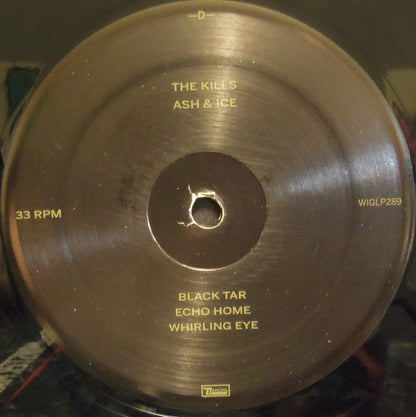 —D—
THE KILLS
ASH & ICE
33 RPM
WIGLP289
BLACK TAR
ECHO HOME
WHIRLING EYE